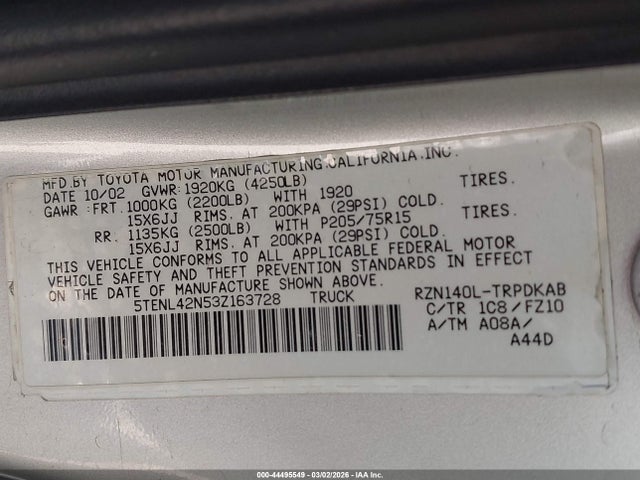 MFD.BY TOYOTA MOTOR MANUFACTURING.CALIFORNIA.INC.
DATE 10/02 GVWR:1920KG (4250LB)
GAWR :FRT.1000KG (2200LB) WITH 1920 TIRES.
15X6JJ RIMS. AT 200KPA (29PSI) COLD.
RR. 1135KG (2500LB) WITH P205/75R15 TIRES.
15X6JJ RIMS. AT 200KPA (29PSI) COLD.
THIS VEHICLE CONFORMS TO ALL APPLICABLE FEDERAL MOTOR
VEHICLE SAFETY AND THEFT PREVENTION STANDARDS IN EFFECT
ON THE DATE OF MANUFACTURE SHOWN ABOVE.
5TENL42N53Z163728 TRUCK RZN140L-TRPDKAB
C/TR 1C8/FZ10
A/TM A08A/
A44D
000-44495549 - 03/02/2026 - IAA Inc.